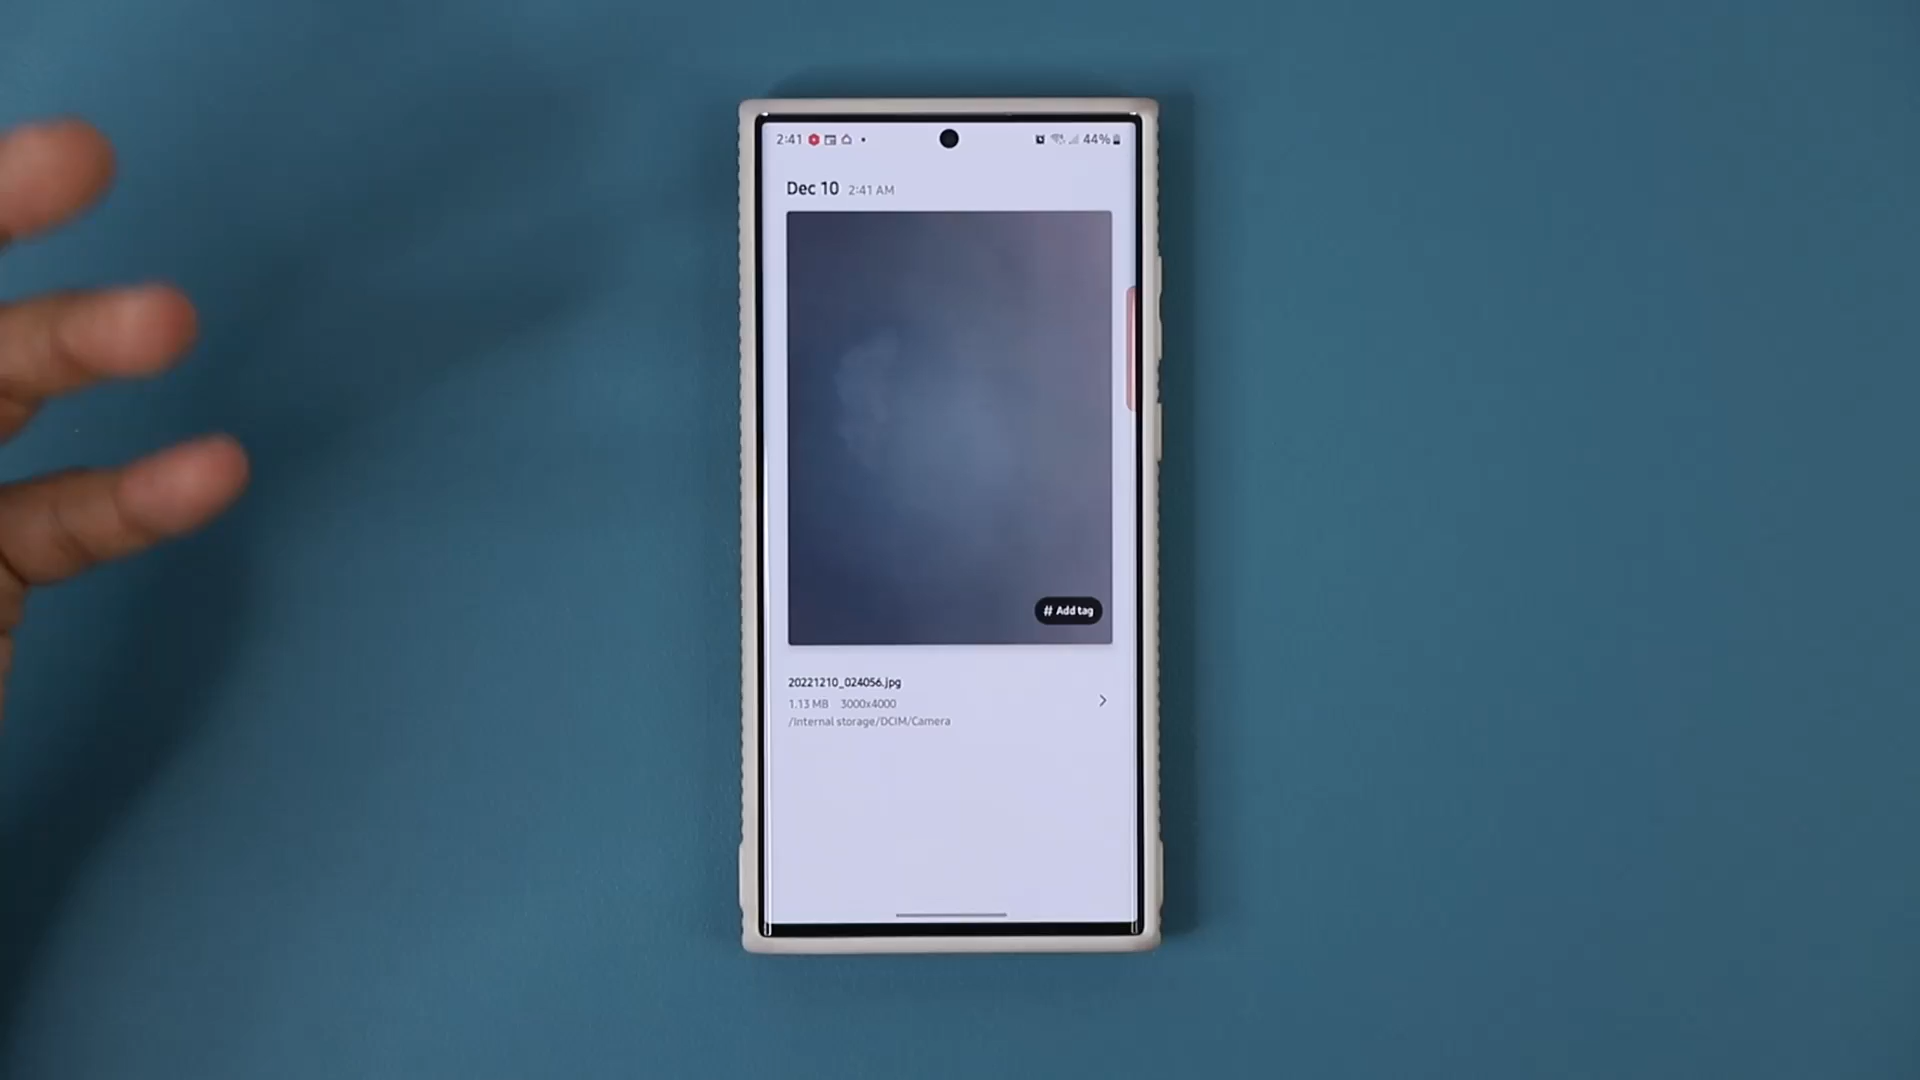 2:41 44%
Dec 10 2:41 AM
# Add tag
20221210_024056.jpg
1.13 MB 3000x4000
/Internal storage/DCIM/Camera